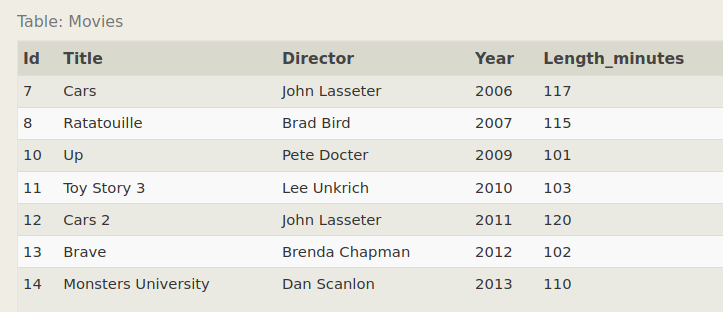 Table: Movies
Id Title Director Year Length_minutes
7 Cars John Lasseter 2006 117
8 Ratatouille Brad Bird 2007 115
10 Up Pete Docter 2009 101
11 Toy Story 3 Lee Unkrich 2010 103
12 Cars 2 John Lasseter 2011 120
13 Brave Brenda Chapman 2012 102
14 Monsters University Dan Scanlon 2013 110